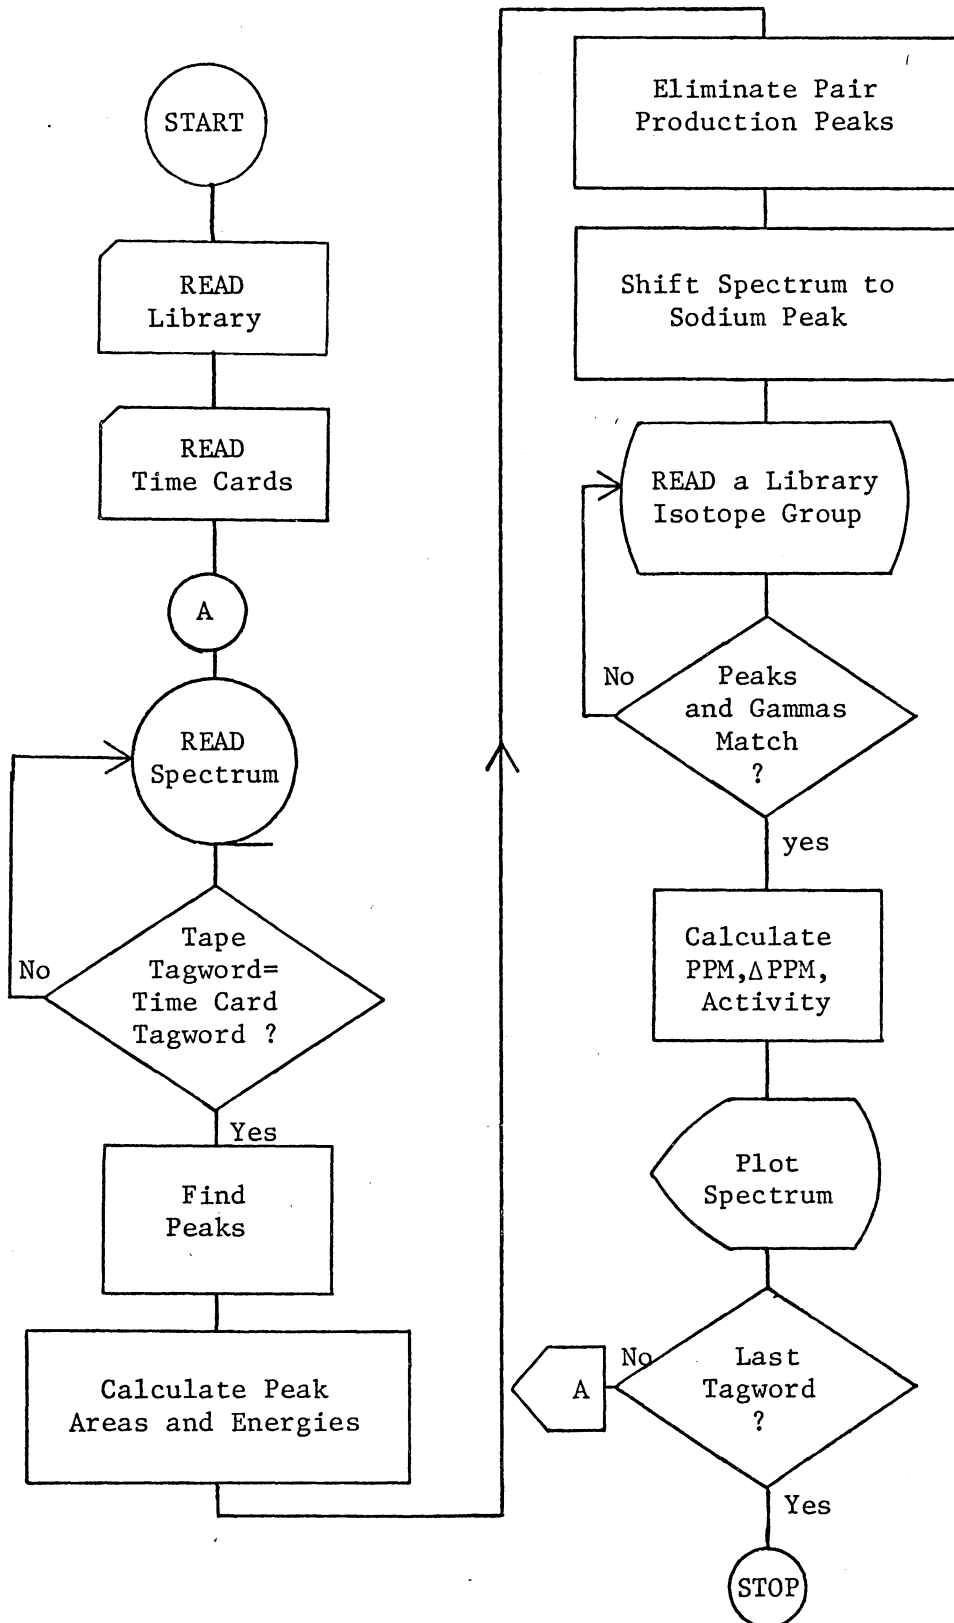 START
READ
Library
READ
Time Cards
A
READ
Spectrum
Tape
Tagword=
Time Card
Tagword ?
No
Yes
Find
Peaks
Calculate Peak
Areas and Energies
Eliminate Pair
Production Peaks
Shift Spectrum to
Sodium Peak
READ a Library
Isotope Group
Peaks
and Gammas
Match
?
No
yes
Calculate
PPM,ΔPPM,
Activity
Plot
Spectrum
Last
Tagword
?
No
A
Yes
STOP